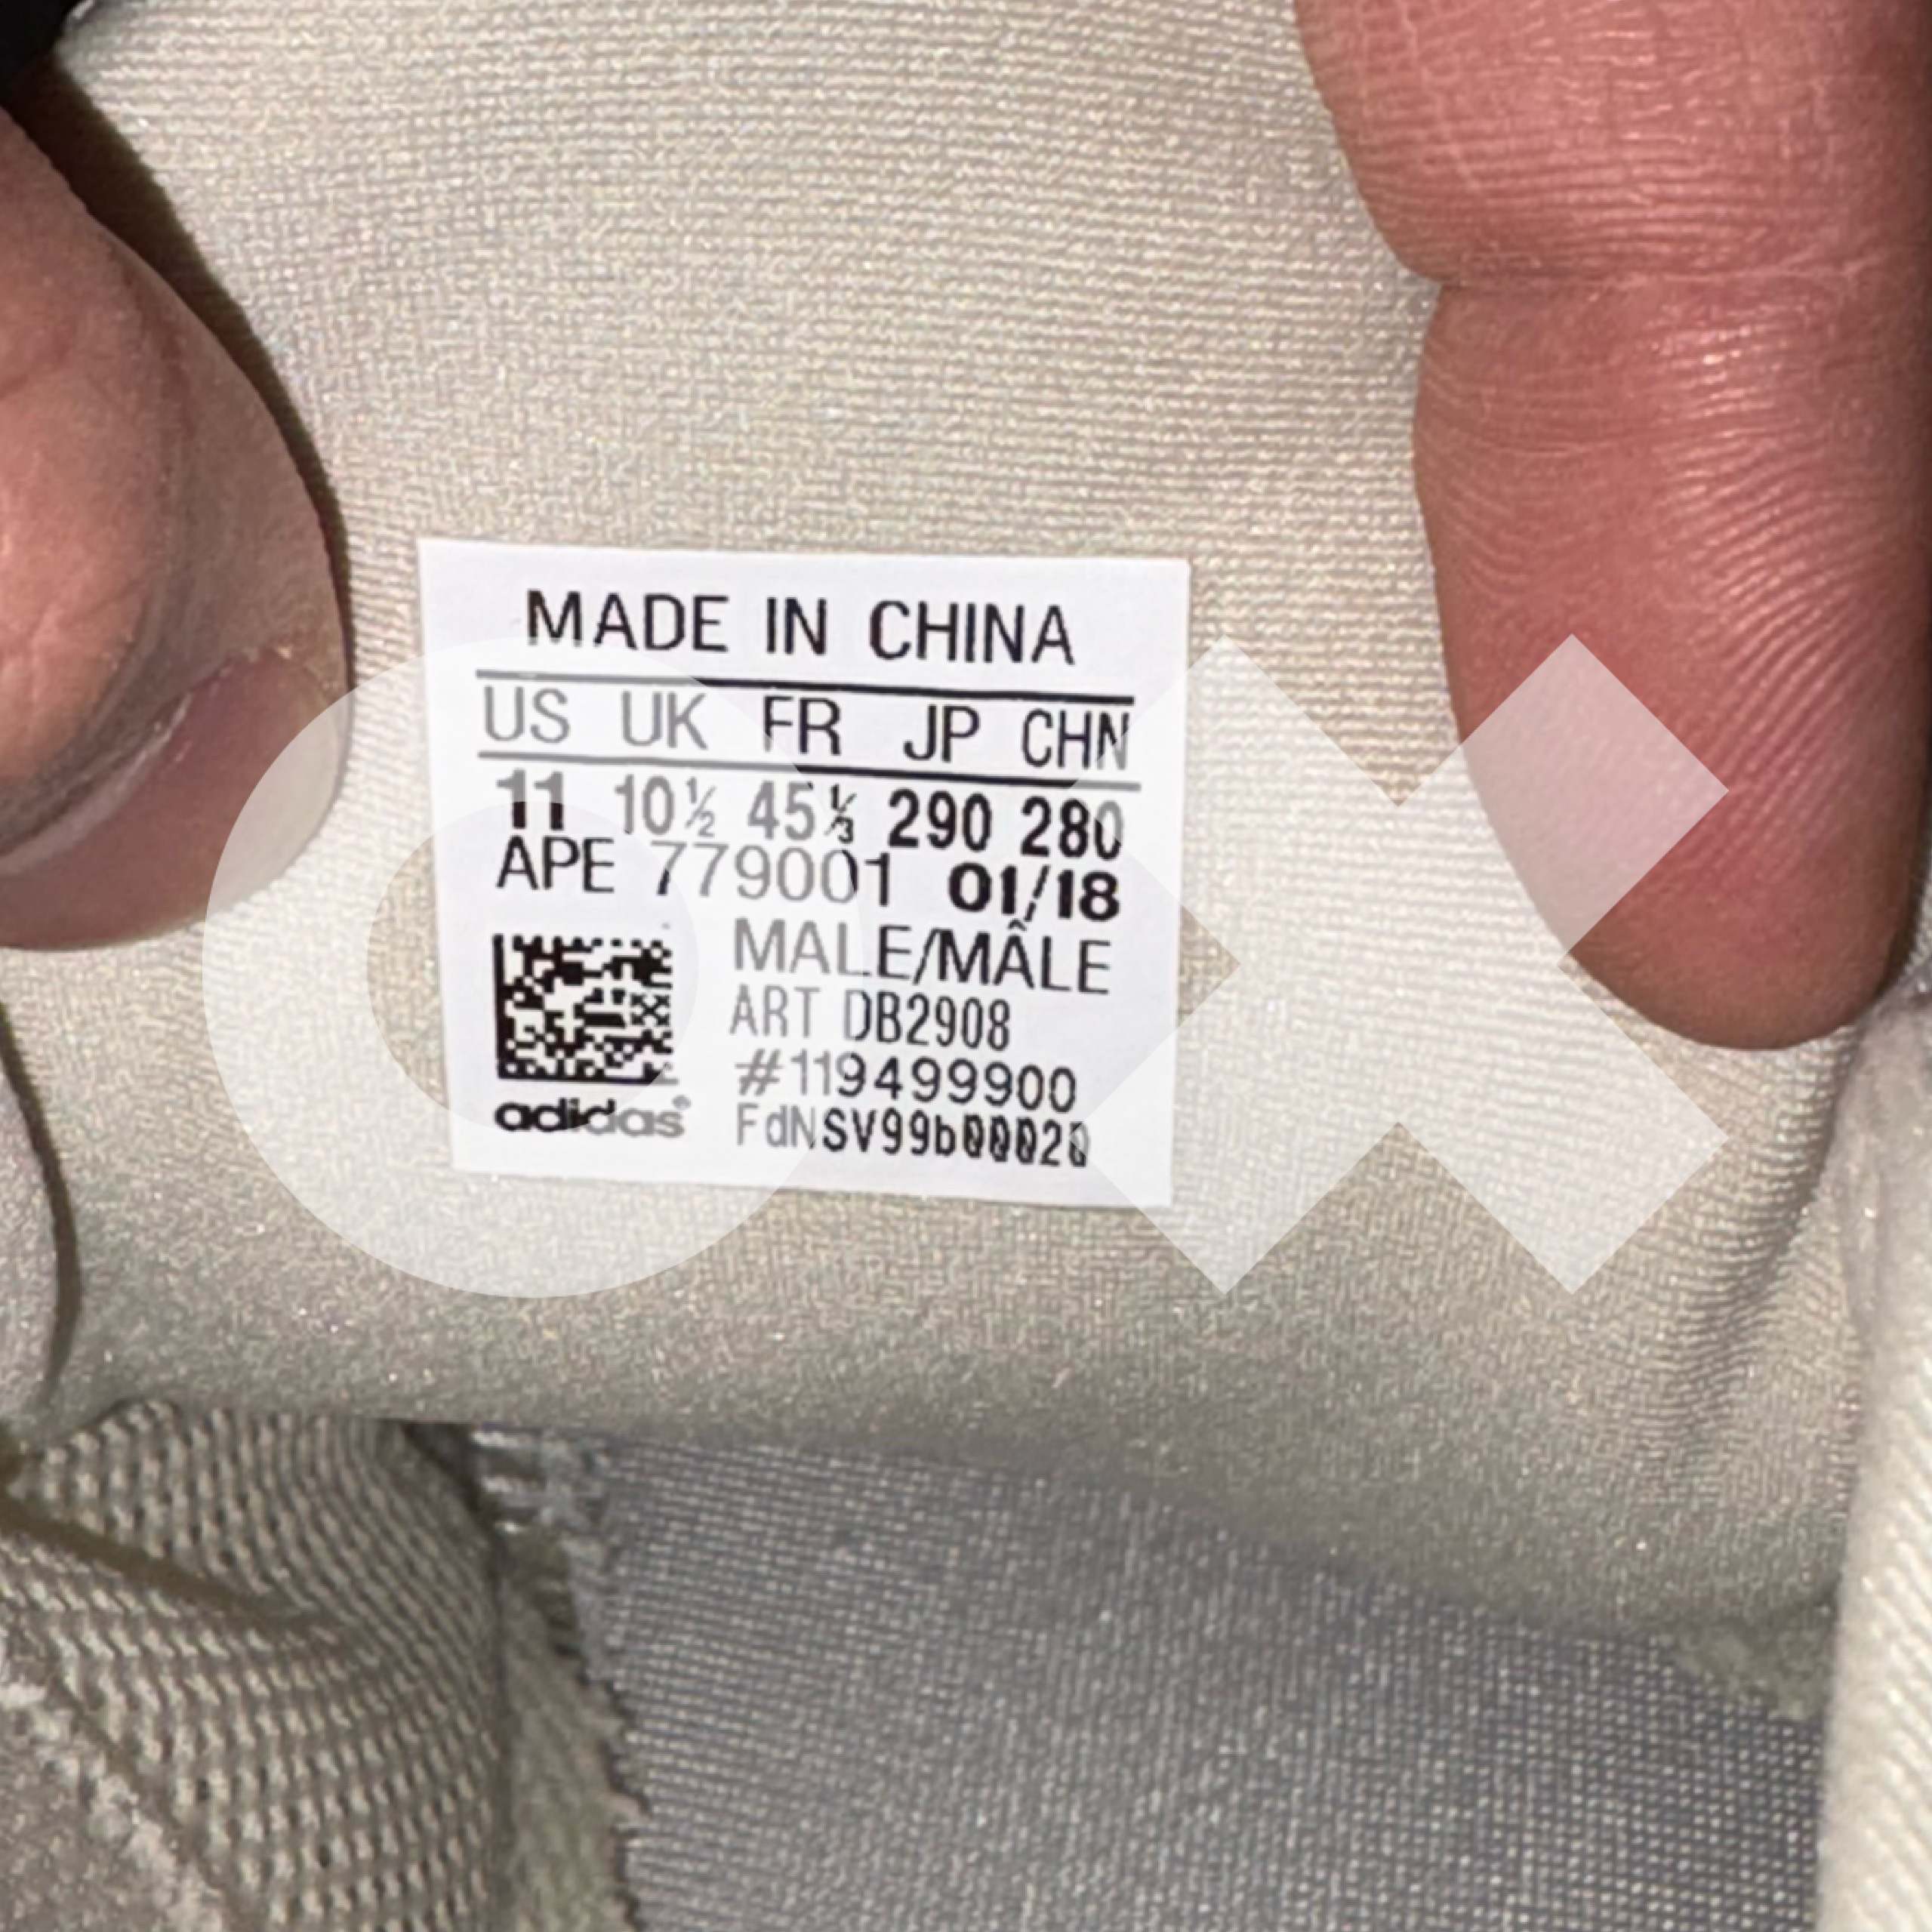 MADE IN CHINA
US UK FR JP CHN
11 10½ 45⅓ 290 280
APE 779001 01/18
MALE/MÂLE
ART DB2908
#119499900
FdNSV99b00020
adidas®
OX